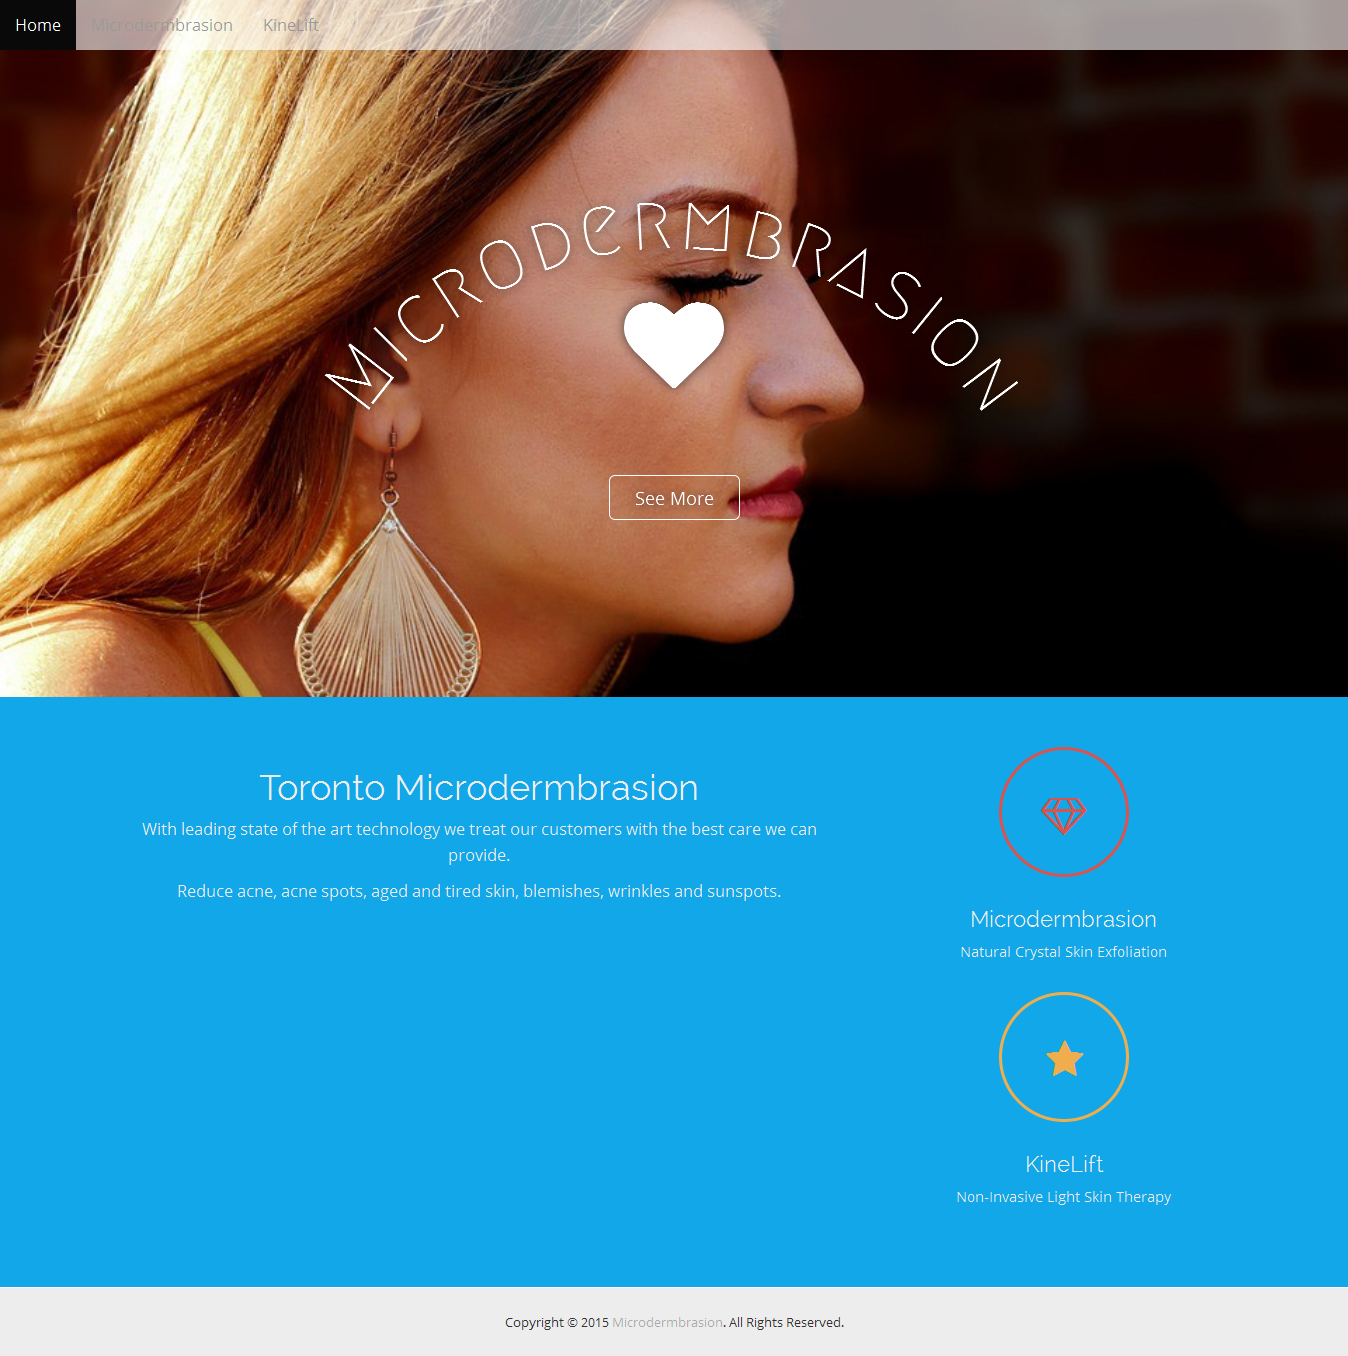 Home Microdermbrasion KineLift
MICRODERMBRASION
See More
Toronto Microdermbrasion
With leading state of the art technology we treat our customers with the best care we can
provide.
Reduce acne, acne spots, aged and tired skin, blemishes, wrinkles and sunspots.
Microdermbrasion
Natural Crystal Skin Exfoliation
KineLift
Non-Invasive Light Skin Therapy
Copyright © 2015 Microdermbrasion. All Rights Reserved.